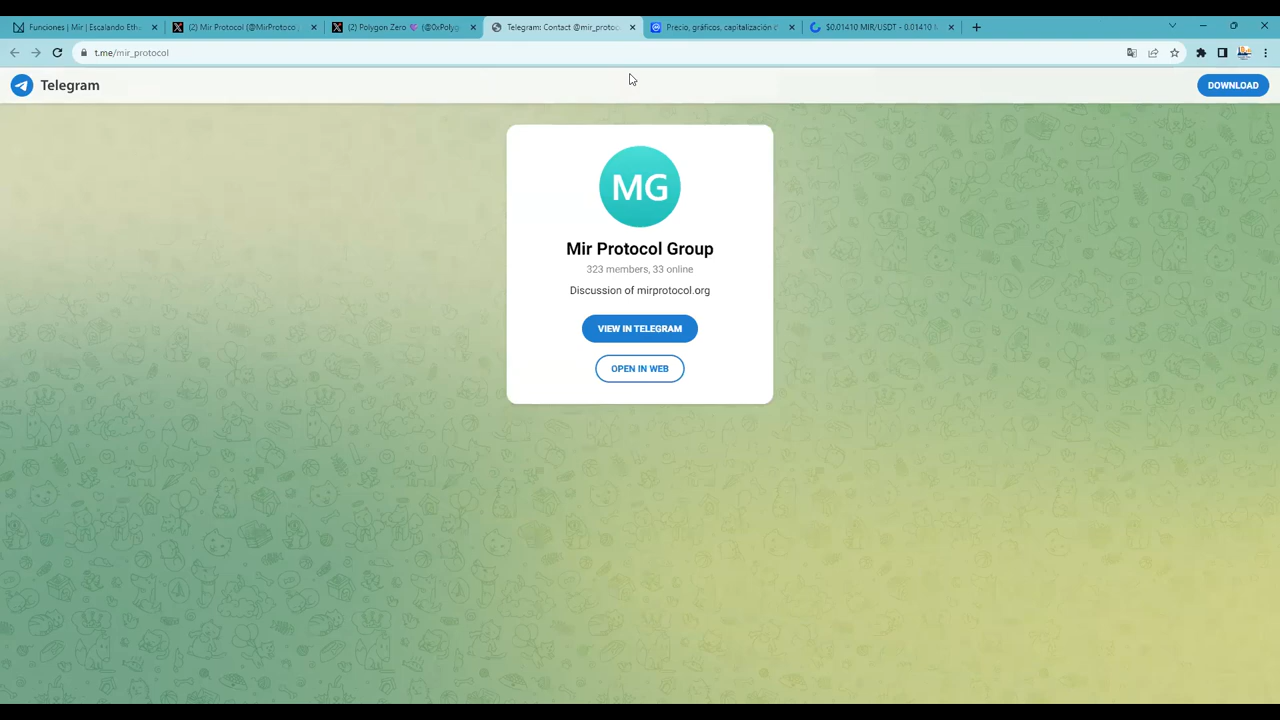 Funciones | Mir | Escalando Eth
(2) Mir Protocol (@MirProtoco
(2) Polygon Zero (@0xPolyg
Telegram: Contact @mir_protoc
Precio, gráficos, capitalización d
$0.01410 MIR/USDT - 0.01410 M
t.me/mir_protocol
Telegram
DOWNLOAD
MG
Mir Protocol Group
323 members, 33 online
Discussion of mirprotocol.org
VIEW IN TELEGRAM
OPEN IN WEB